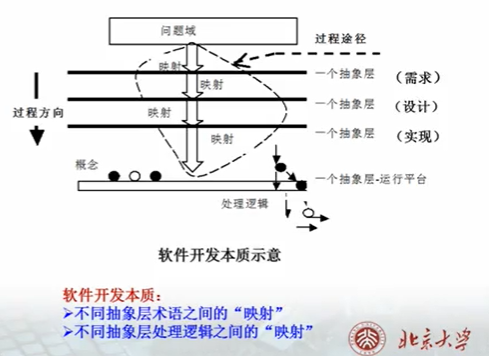 问题域
过程途径
映射
映射
一个抽象层 （需求）
过程方向
映射
一个抽象层 （设计）
映射
一个抽象层 （实现）
概念
一个抽象层-运行平台
处理逻辑
软件开发本质示意
软件开发本质：
➢不同抽象层术语之间的“映射”
➢不同抽象层处理逻辑之间的“映射”
北京大学